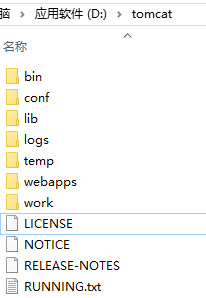 脑 > 应用软件 (D:) > tomcat
名称
bin
conf
lib
logs
temp
webapps
work
LICENSE
NOTICE
RELEASE-NOTES
RUNNING.txt